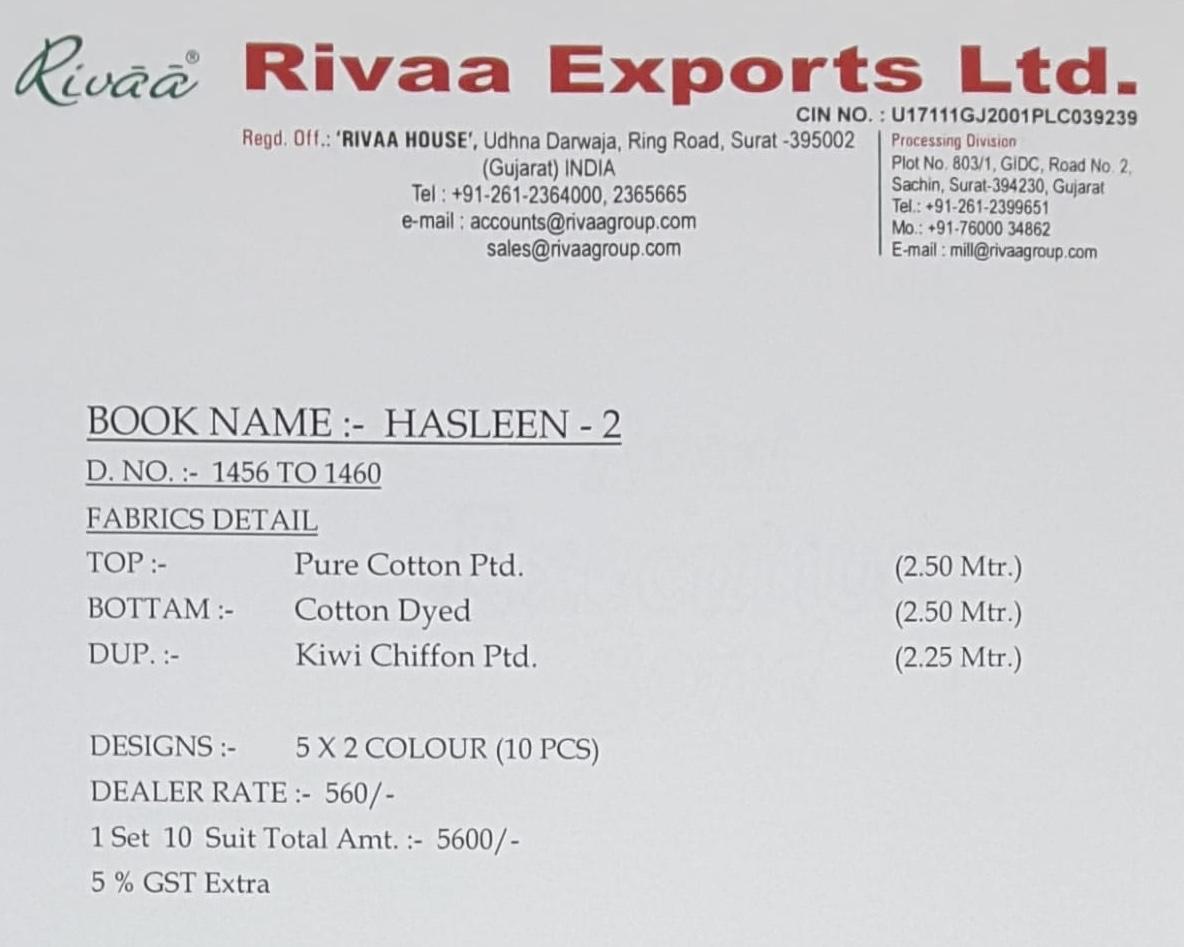 Rivāā® Rivaa Exports Ltd.
CIN NO. : U17111GJ2001PLC039239
Regd. Off.: 'RIVAA HOUSE', Udhna Darwaja, Ring Road, Surat -395002
(Gujarat) INDIA
Tel : +91-261-2364000, 2365665
e-mail : accounts@rivaagroup.com
sales@rivaagroup.com
Processing Division
Plot No. 803/1, GIDC, Road No. 2,
Sachin, Surat-394230, Gujarat
Tel.: +91-261-2399651
Mo.: +91-76000 34862
E-mail : mill@rivaagroup.com
BOOK NAME :- HASLEEN - 2
D. NO. :- 1456 TO 1460
FABRICS DETAIL
TOP :- Pure Cotton Ptd. (2.50 Mtr.)
BOTTAM :- Cotton Dyed (2.50 Mtr.)
DUP. :- Kiwi Chiffon Ptd. (2.25 Mtr.)
DESIGNS :- 5 X 2 COLOUR (10 PCS)
DEALER RATE :- 560/-
1 Set 10 Suit Total Amt. :- 5600/-
5 % GST Extra